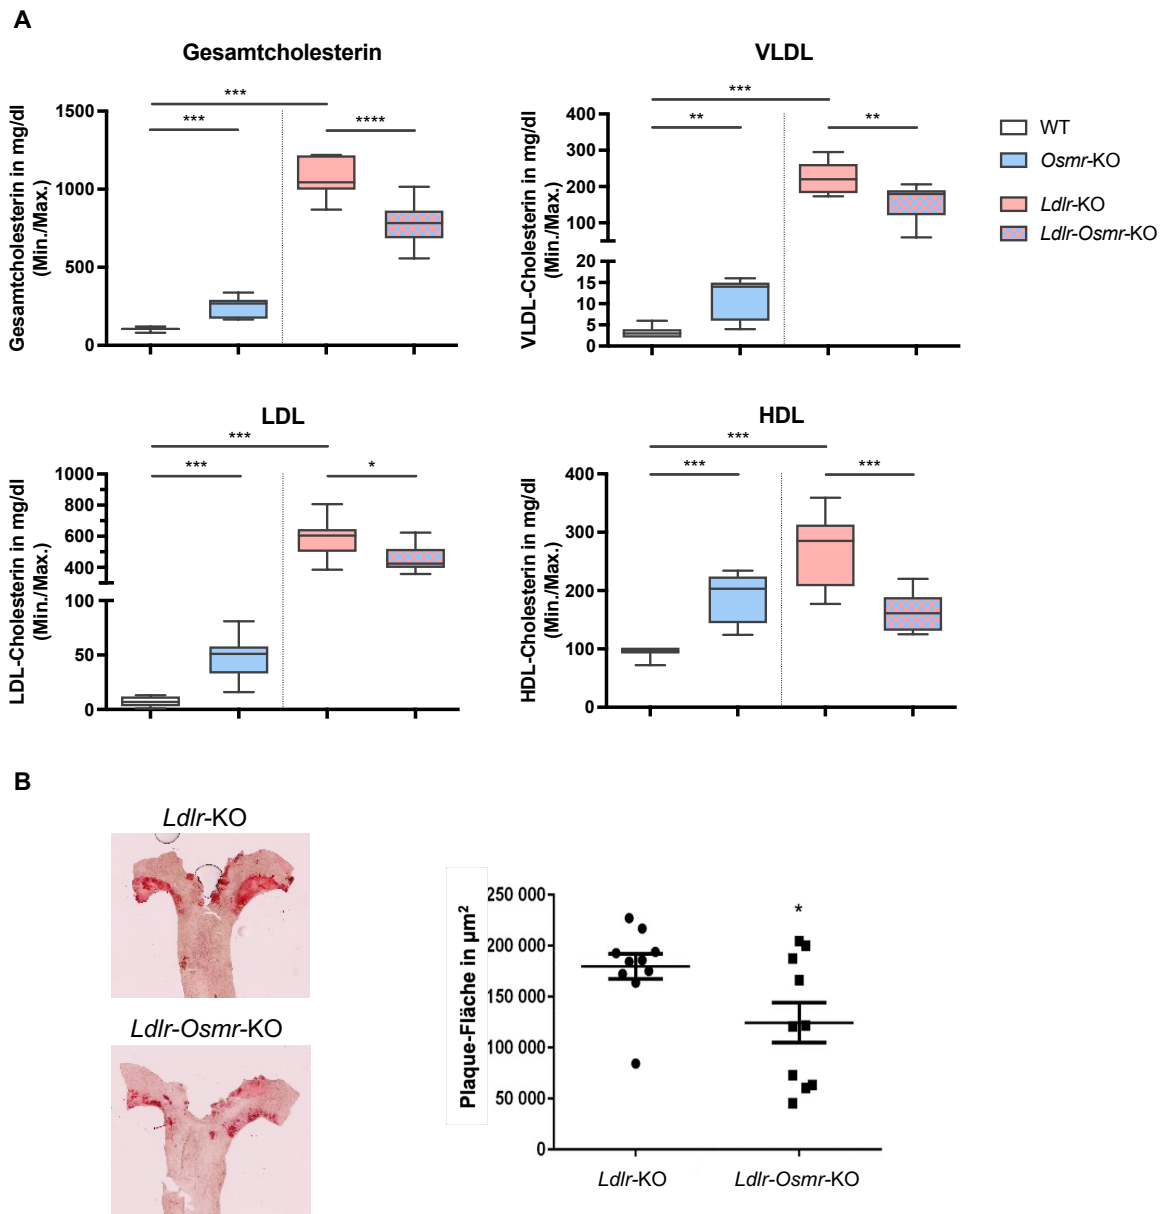 A
Gesamtcholesterin
Gesamtcholesterin in mg/dl
(Min./Max.)
1500
1000
500
0
***
***
****
VLDL
VLDL-Cholesterin in mg/dl
(Min./Max.)
400
300
200
100
20
15
10
5
0
***
**
**
WT
Osmr-KO
Ldlr-KO
Ldlr-Osmr-KO
LDL
LDL-Cholesterin in mg/dl
(Min./Max.)
1000
800
600
400
100
50
0
***
***
*
HDL
HDL-Cholesterin in mg/dl
(Min./Max.)
400
300
200
100
0
***
***
***
B
Ldlr-KO
Ldlr-Osmr-KO
Plaque-Fläche in µm²
250 000
200 000
150 000
100 000
50 000
0
*
Ldlr-KO
Ldlr-Osmr-KO